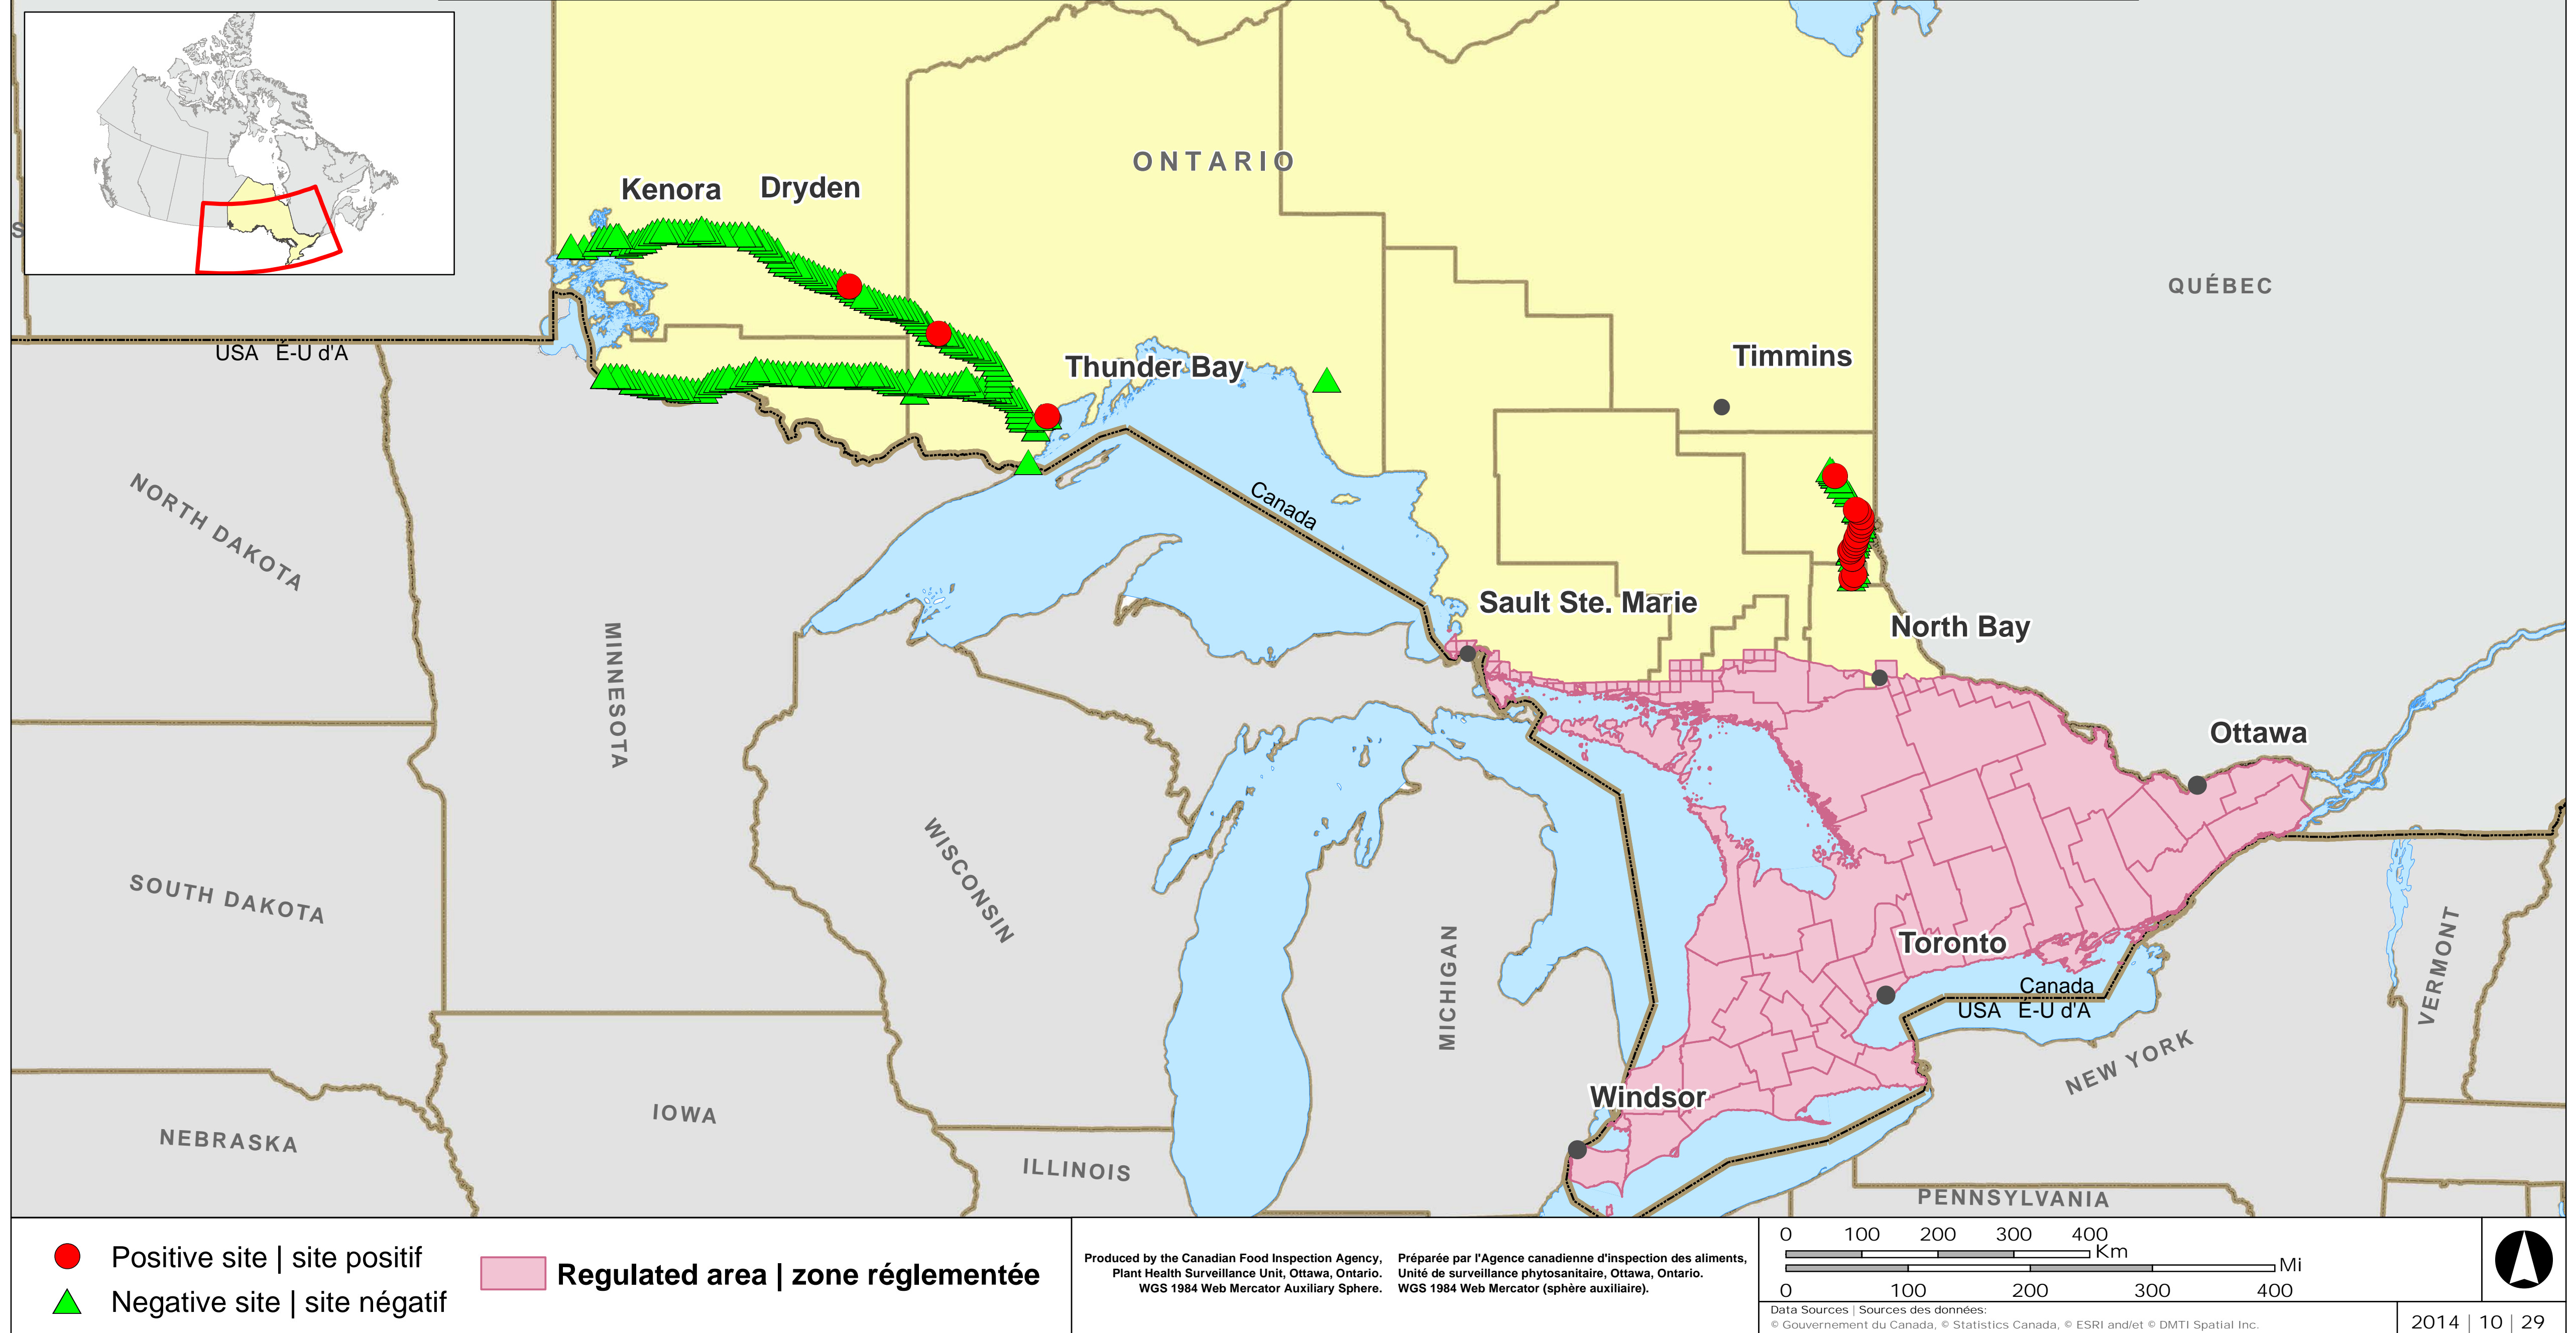 Kenora
Dryden
ONTARIO
QUÉBEC
S
USA É-U d'A
Thunder Bay
Timmins
Canada
NORTH DAKOTA
MINNESOTA
Sault Ste. Marie
North Bay
Ottawa
SOUTH DAKOTA
WISCONSIN
MICHIGAN
Toronto
Canada
USA É-U d'A
VERMONT
NEW YORK
Windsor
IOWA
NEBRASKA
ILLINOIS
PENNSYLVANIA
Positive site | site positif
Negative site | site négatif
Regulated area | zone réglementée
Produced by the Canadian Food Inspection Agency,
Plant Health Surveillance Unit, Ottawa, Ontario.
WGS 1984 Web Mercator Auxiliary Sphere.
Préparée par l'Agence canadienne d'inspection des aliments,
Unité de surveillance phytosanitaire, Ottawa, Ontario.
WGS 1984 Web Mercator (sphère auxiliaire).
0 100 200 300 400
Km
Mi
0 100 200 300 400
Data Sources | Sources des données:
© Gouvernement du Canada, © Statistics Canada, © ESRI and/et © DMTI Spatial Inc.
2014 | 10 | 29